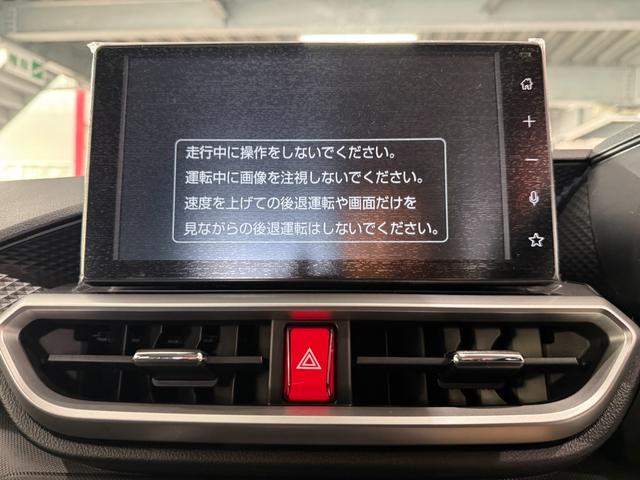 走行中に操作をしないでください。
運転中に画像を注視しないでください。
速度を上げての後退運転や画面だけを
見ながらの後退運転はしないでください。